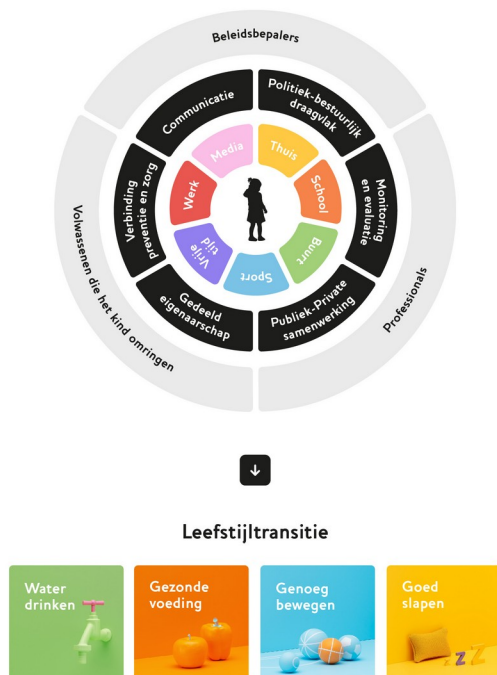 Beleidsbepalers
Communicatie
Politiek-bestuurlijk
draagvlak
Media
Thuis
Verbinding
preventie en zorg
Werk
School
Monitoring
en evaluatie
Volwassenen die het kind omringen
Vrije
tijd
Sport
Buurt
Professionals
Gedeeld
eigenaarschap
Publiek-Private
samenwerking
Leefstijltransitie
Water
drinken
Gezonde
voeding
Genoeg
bewegen
Goed
slapen
z z z